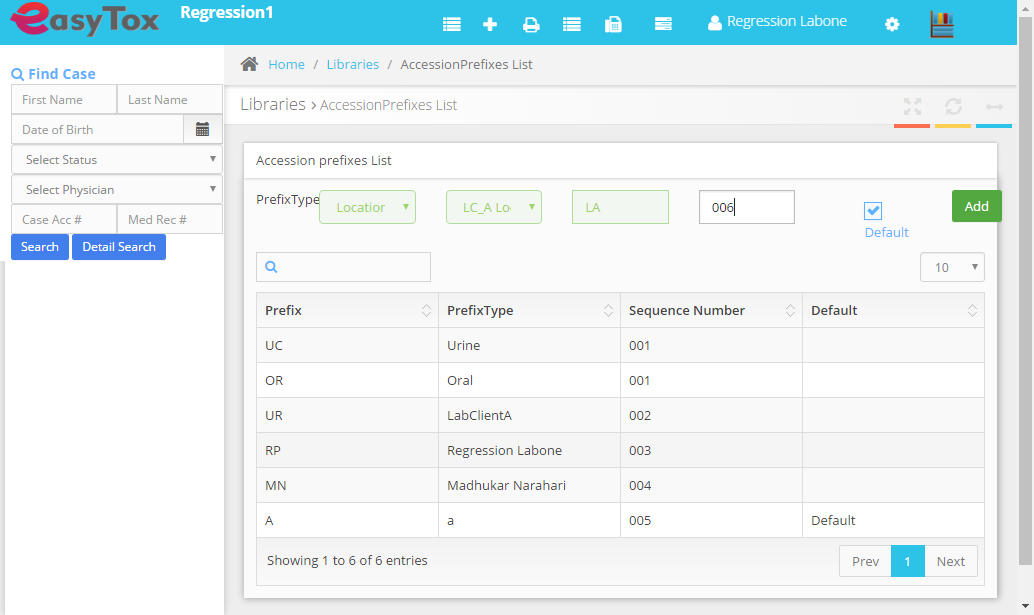 easyTox
Regression1
Regression Labone
Find Case
First Name
Last Name
Date of Birth
Select Status
Select Physician
Case Acc #
Med Rec #
Search
Detail Search
Home / Libraries / AccessionPrefixes List
Libraries > AccessionPrefixes List
Accession prefixes List
PrefixType
Location
LC_A Lo
LA
006
Default
Add
10
Prefix PrefixType Sequence Number Default
UC Urine 001
OR Oral 001
UR LabClientA 002
RP Regression Labone 003
MN Madhukar Narahari 004
A a 005 Default
Showing 1 to 6 of 6 entries
Prev 1 Next